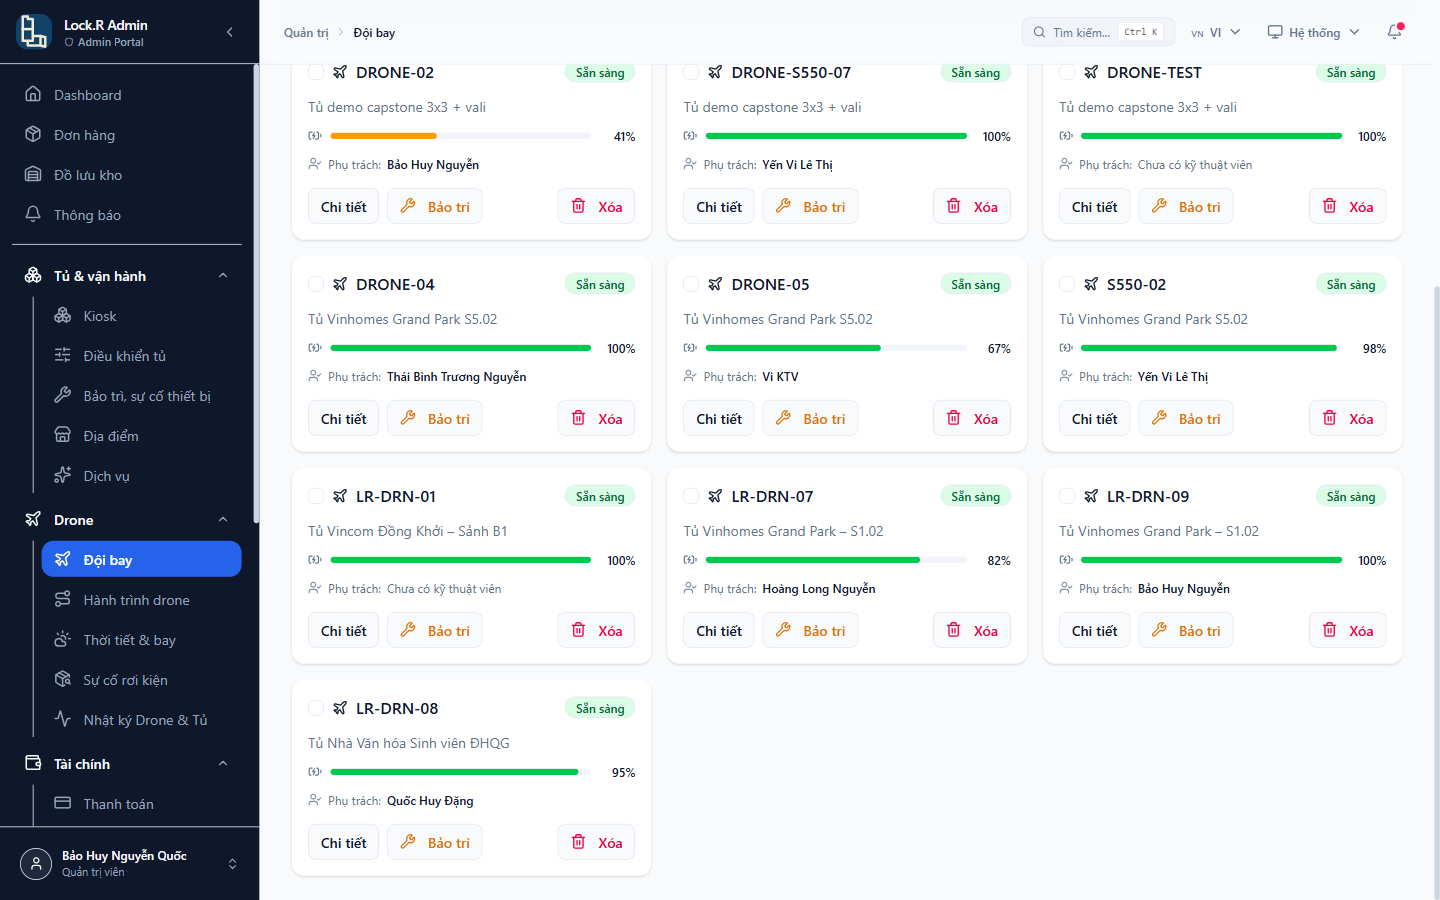 Lock.R Admin
Admin Portal
Dashboard
Đơn hàng
Đồ lưu kho
Thông báo
Tủ & vận hành
Kiosk
Điều khiển tủ
Bảo trì, sự cố thiết bị
Địa điểm
Dịch vụ
Drone
Đội bay
Hành trình drone
Thời tiết & bay
Sự cố rơi kiện
Nhật ký Drone & Tủ
Tài chính
Thanh toán
Bảo Huy Nguyễn Quốc
Quản trị viên
Quản trị
Đội bay
Tìm kiếm...
Ctrl K
VN VI
Hệ thống
DRONE-02
Sẵn sàng
Tủ demo capstone 3x3 + vali
41%
Phụ trách: Bảo Huy Nguyễn
Chi tiết
Bảo trì
Xóa
DRONE-S550-07
Sẵn sàng
Tủ demo capstone 3x3 + vali
100%
Phụ trách: Yến Vi Lê Thị
Chi tiết
Bảo trì
Xóa
DRONE-TEST
Sẵn sàng
Tủ demo capstone 3x3 + vali
100%
Phụ trách: Chưa có kỹ thuật viên
Chi tiết
Bảo trì
Xóa
DRONE-04
Sẵn sàng
Tủ Vinhomes Grand Park S5.02
100%
Phụ trách: Thái Bình Trương Nguyễn
Chi tiết
Bảo trì
Xóa
DRONE-05
Sẵn sàng
Tủ Vinhomes Grand Park S5.02
67%
Phụ trách: Vi KTV
Chi tiết
Bảo trì
Xóa
S550-02
Sẵn sàng
Tủ Vinhomes Grand Park S5.02
98%
Phụ trách: Yến Vi Lê Thị
Chi tiết
Bảo trì
Xóa
LR-DRN-01
Sẵn sàng
Tủ Vincom Đồng Khởi – Sảnh B1
100%
Phụ trách: Chưa có kỹ thuật viên
Chi tiết
Bảo trì
Xóa
LR-DRN-07
Sẵn sàng
Tủ Vinhomes Grand Park – S1.02
82%
Phụ trách: Hoàng Long Nguyễn
Chi tiết
Bảo trì
Xóa
LR-DRN-09
Sẵn sàng
Tủ Vinhomes Grand Park – S1.02
100%
Phụ trách: Bảo Huy Nguyễn
Chi tiết
Bảo trì
Xóa
LR-DRN-08
Sẵn sàng
Tủ Nhà Văn hóa Sinh viên ĐHQG
95%
Phụ trách: Quốc Huy Đặng
Chi tiết
Bảo trì
Xóa